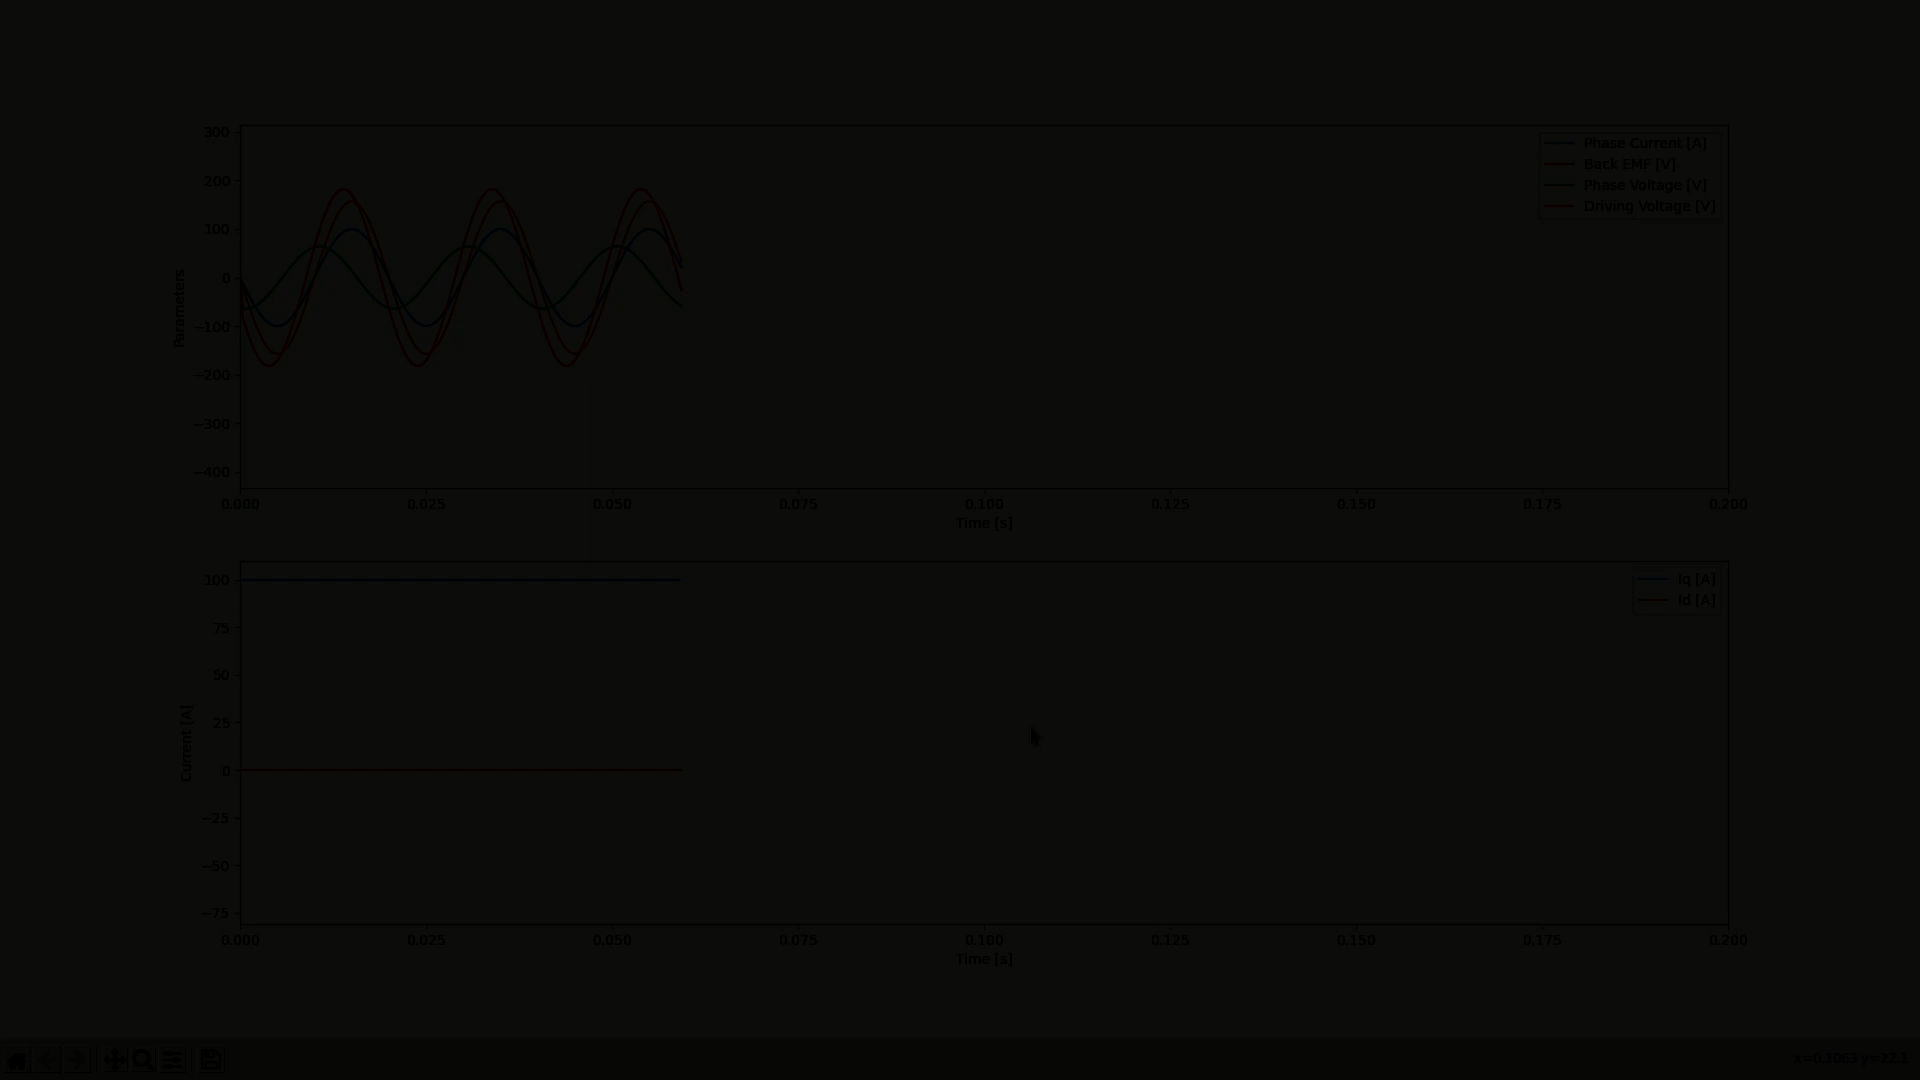 300
200
100
0
−100
−200
−300
−400
Parameters
Phase Current [A]
Back EMF [V]
Phase Voltage [V]
Driving Voltage [V]
0.000 0.025 0.050 0.075 0.100 0.125 0.150 0.175 0.200
Time [s]
100
75
50
25
0
−25
−50
−75
Current [A]
Iq [A]
Id [A]
0.000 0.025 0.050 0.075 0.100 0.125 0.150 0.175 0.200
Time [s]